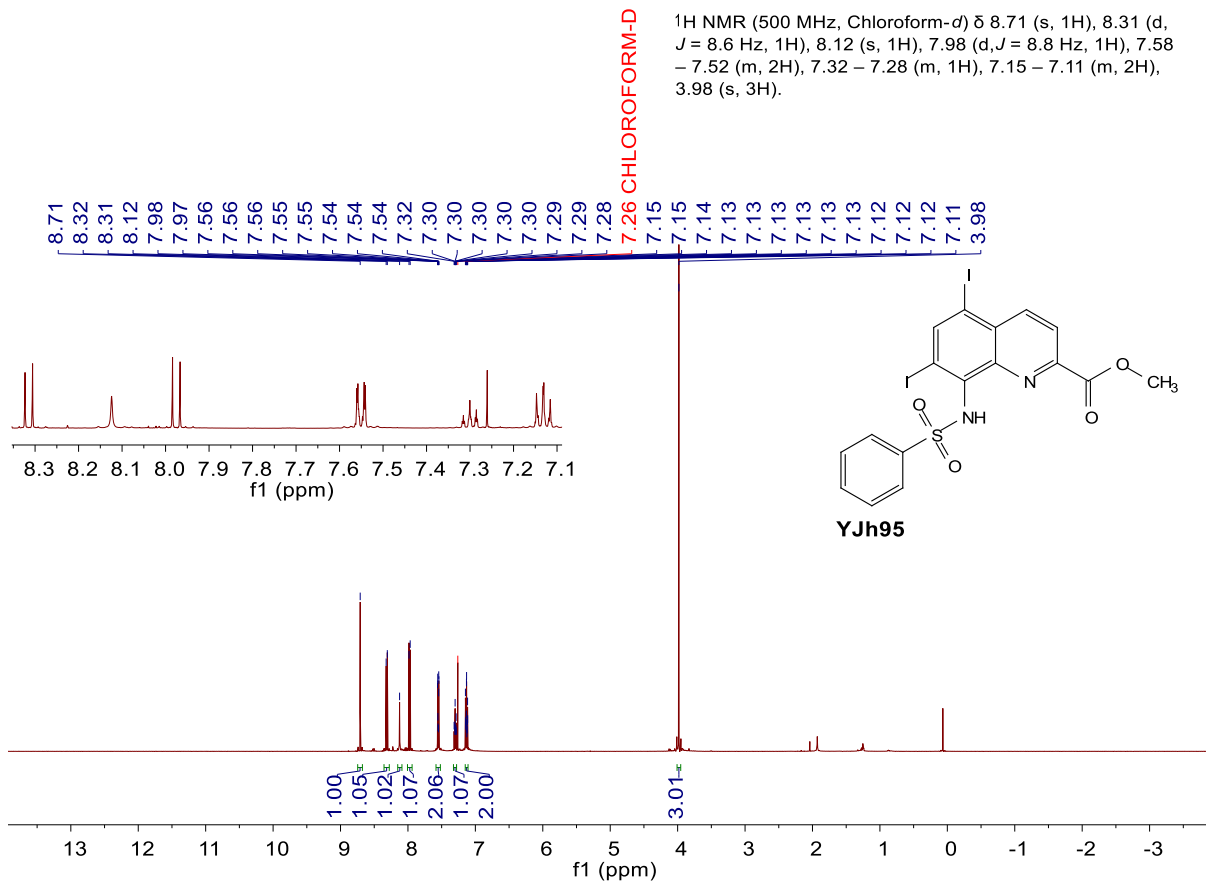 ¹H NMR (500 MHz, Chloroform-d) δ 8.71 (s, 1H), 8.31 (d,
J = 8.6 Hz, 1H), 8.12 (s, 1H), 7.98 (d,J = 8.8 Hz, 1H), 7.58
– 7.52 (m, 2H), 7.32 – 7.28 (m, 1H), 7.15 – 7.11 (m, 2H),
3.98 (s, 3H).
8.71
8.32
8.31
8.12
7.98
7.97
7.56
7.56
7.56
7.55
7.55
7.54
7.54
7.54
7.32
7.30
7.30
7.30
7.30
7.30
7.29
7.29
7.28
7.26 CHLOROFORM-D
7.15
7.15
7.14
7.13
7.13
7.13
7.13
7.13
7.13
7.12
7.12
7.12
7.11
3.98
8.3 8.2 8.1 8.0 7.9 7.8 7.7 7.6 7.5 7.4 7.3 7.2 7.1
f1 (ppm)
I
I
N
O
CH₃
O
O
NH
S
O
YJh95
1.00
1.05
1.02
1.07
2.06
1.07
2.00
3.01
13 12 11 10 9 8 7 6 5 4 3 2 1 0 -1 -2 -3
f1 (ppm)